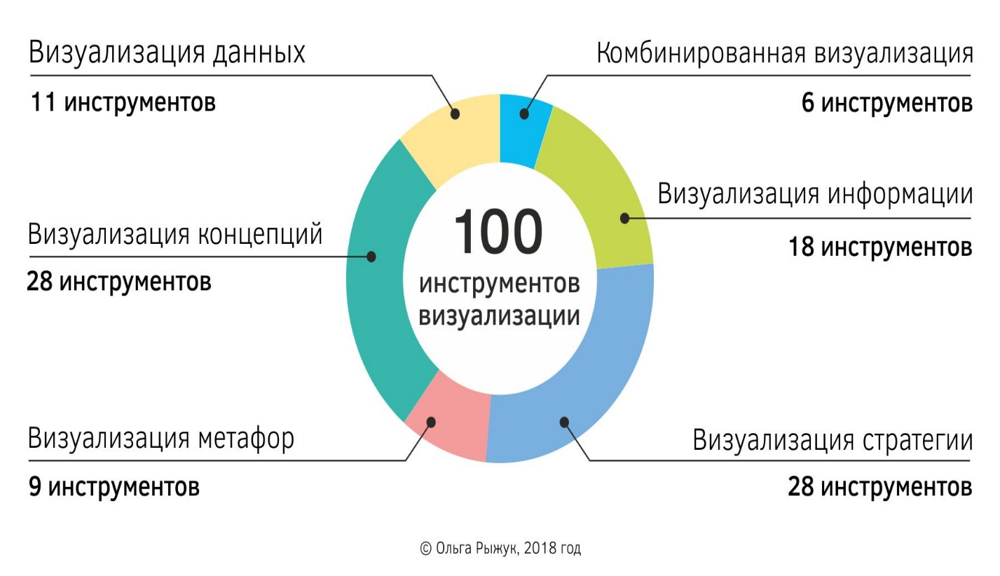 Визуализация данных
11 инструментов
Комбинированная визуализация
6 инструментов
Визуализация информации
18 инструментов
Визуализация концепций
28 инструментов
100
инструментов
визуализации
Визуализация метафор
9 инструментов
Визуализация стратегии
28 инструментов
© Ольга Рыжук, 2018 год